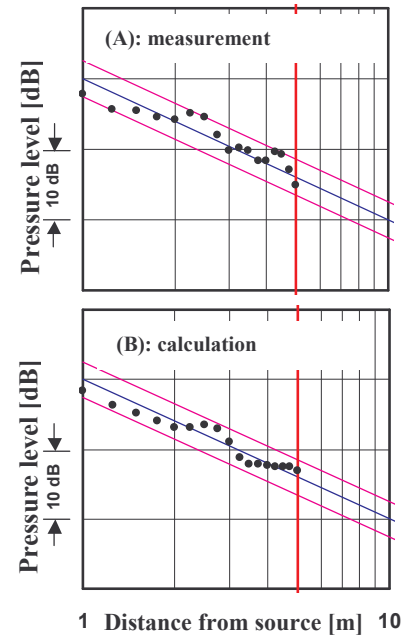 (A): measurement
Pressure level [dB]
10 dB
(B): calculation
Pressure level [dB]
10 dB
1 Distance from source [m] 10